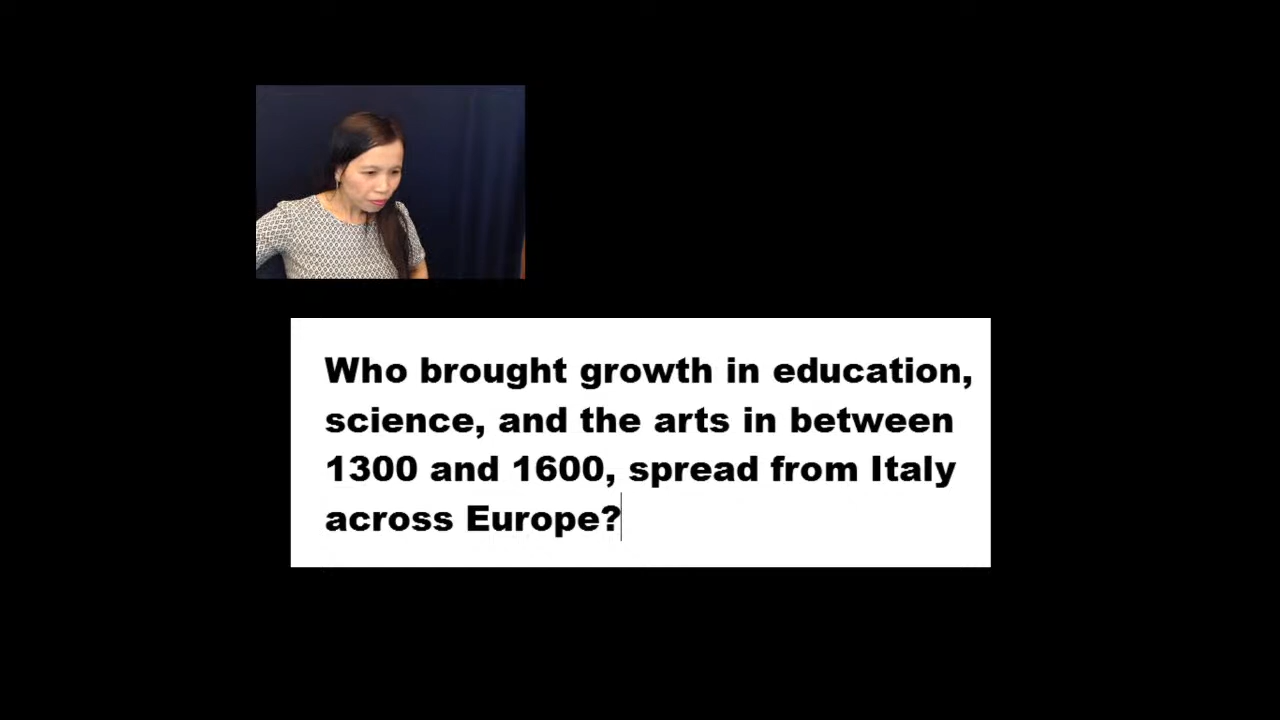 Who brought growth in education,
science, and the arts in between
1300 and 1600, spread from Italy
across Europe?